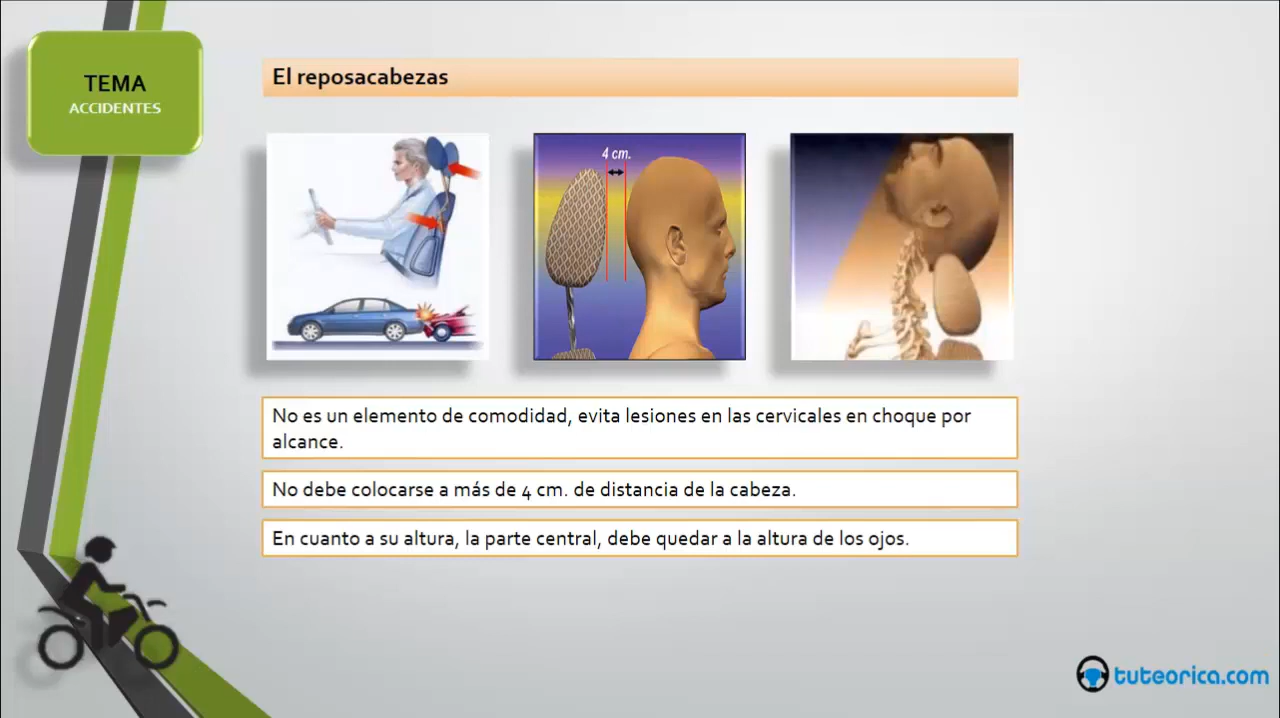 TEMA
ACCIDENTES
El reposacabezas
4 cm.
No es un elemento de comodidad, evita lesiones en las cervicales en choque por
alcance.
No debe colocarse a más de 4 cm. de distancia de la cabeza.
En cuanto a su altura, la parte central, debe quedar a la altura de los ojos.
tuteorica.com